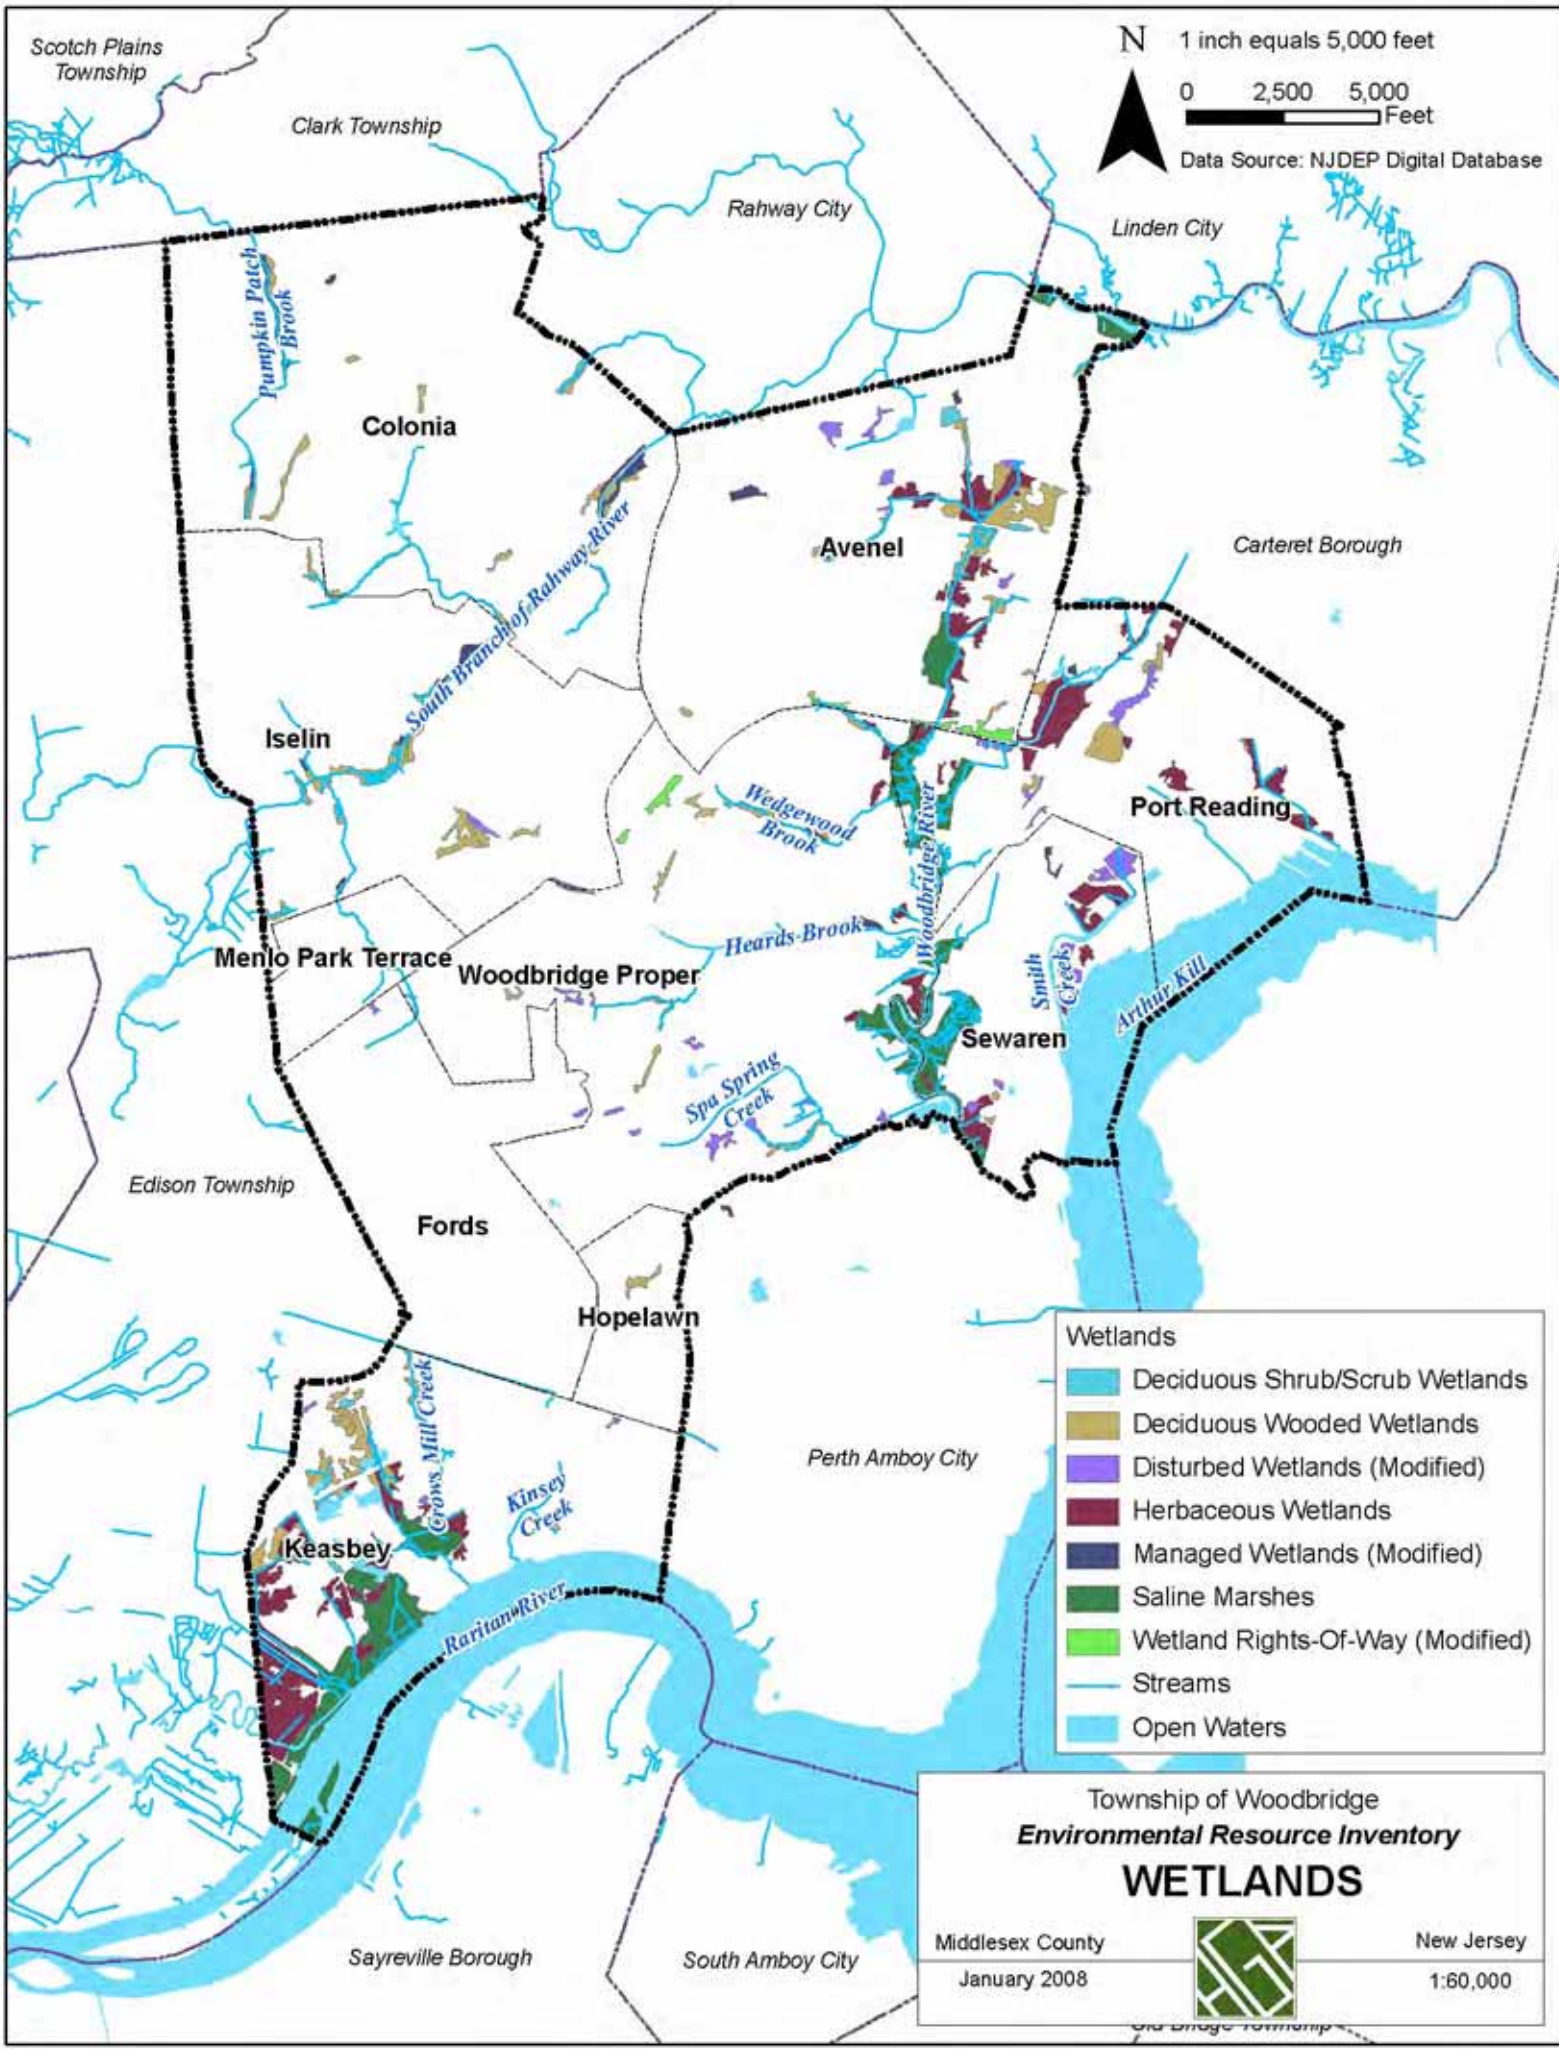 Scotch Plains
Township
Clark Township
Rahway City
Linden City
N
1 inch equals 5,000 feet
0 2,500 5,000
Feet
Data Source: NJDEP Digital Database
Pumpkin Patch
Brook
Colonia
South Branch of Rahway River
Avenel
Carteret Borough
Iselin
Wedgewood
Brook
Woodbridge River
Port Reading
Heards Brook
Menlo Park Terrace
Woodbridge Proper
Smith
Creek
Arthur Kill
Sewaren
Spa Spring
Creek
Edison Township
Fords
Hopelawn
Crows Mill Creek
Kinsey
Creek
Keasbey
Raritan River
Perth Amboy City
Sayreville Borough
South Amboy City
Wetlands
Deciduous Shrub/Scrub Wetlands
Deciduous Wooded Wetlands
Disturbed Wetlands (Modified)
Herbaceous Wetlands
Managed Wetlands (Modified)
Saline Marshes
Wetland Rights-Of-Way (Modified)
Streams
Open Waters
Township of Woodbridge
Environmental Resource Inventory
WETLANDS
Middlesex County
New Jersey
January 2008
1:60,000
Old Bridge Township